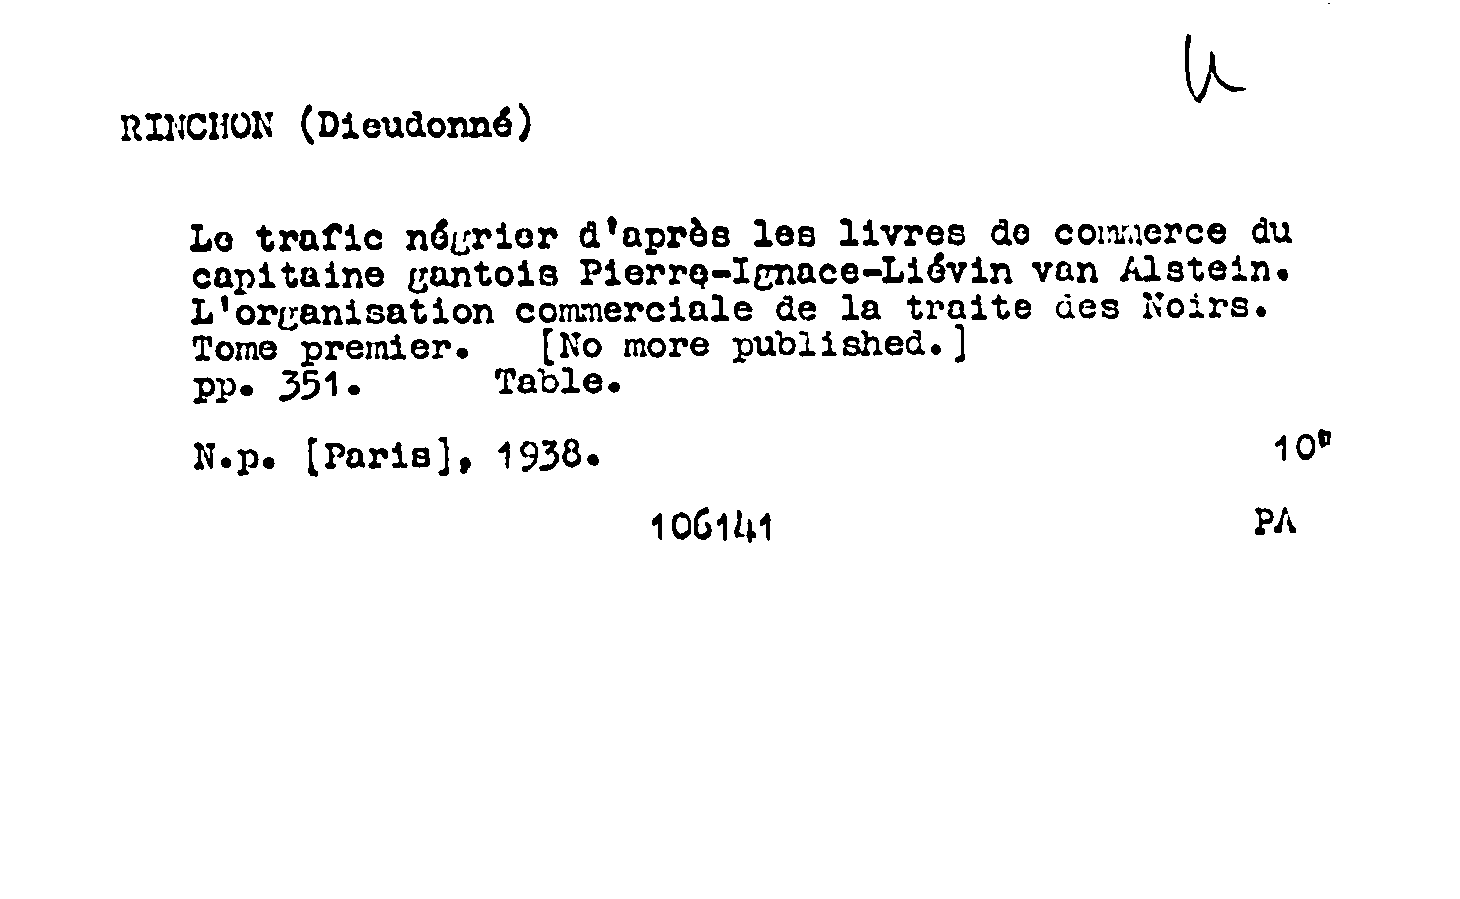 RINCHON (Dieudonné)
Le trafic négrier d'après les livres de commerce du
capitaine gantois Pierre-Ignace-Liévin van Alstein.
L'organisation commerciale de la traite des Noirs.
Tome premier. [No more published.]
pp. 351. Table.
N.p. [Paris], 1938. 10"
106141 PA